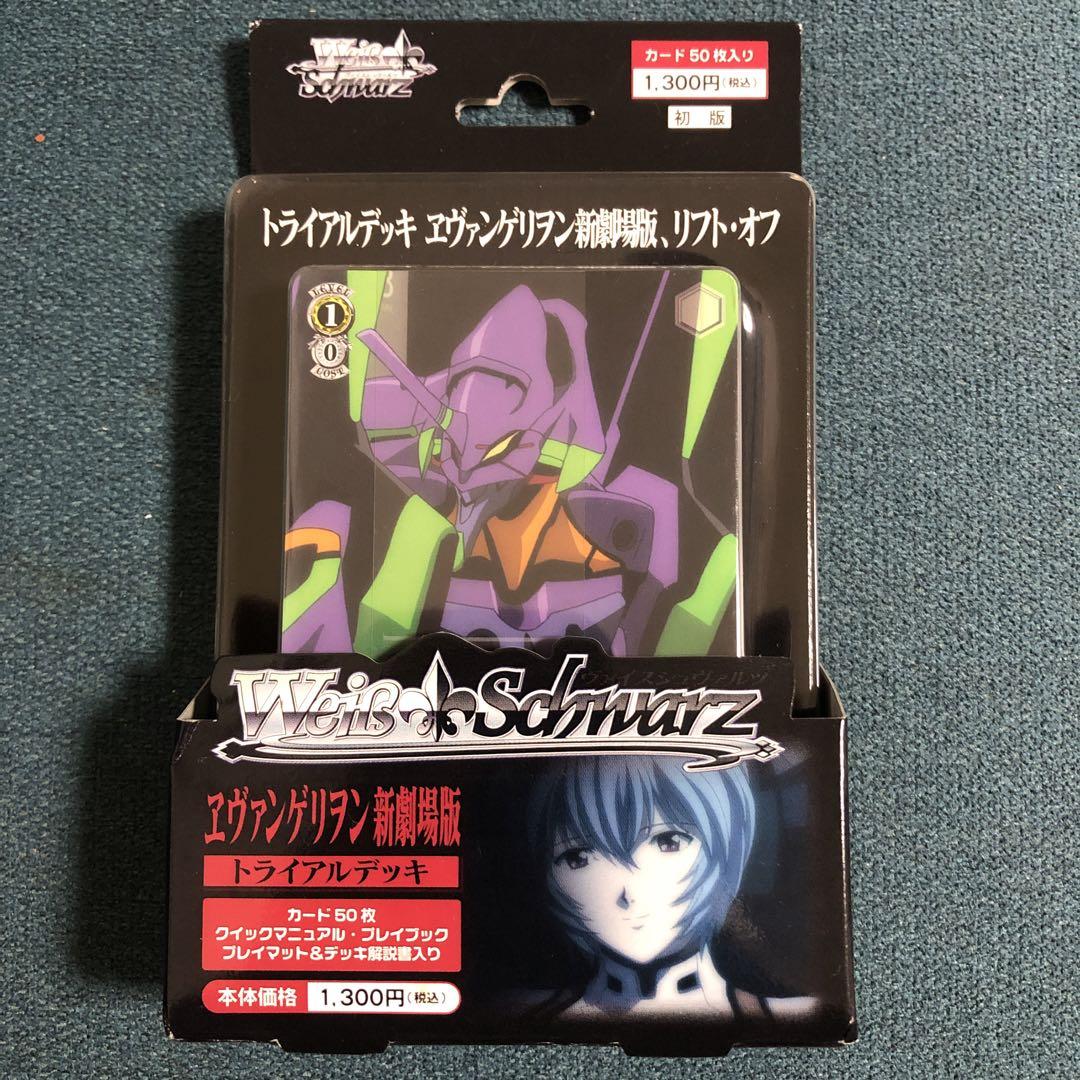 Weiß Schwarz
カード50枚入り
1,300円(税込)
初 版
トライアルデッキ ヱヴァンゲリヲン新劇場版、リフト・オフ
LEVEL
1
0
COST
ヴァイスシュヴァルツ
Weiß Schwarz
ヱヴァンゲリヲン新劇場版
トライアルデッキ
カード50枚
クイックマニュアル・プレイブック
プレイマット&デッキ解説書入り
本体価格 1,300円(税込)